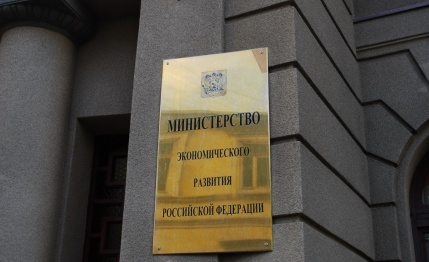 МИНИСТЕРСТВО
ЭКОНОМИЧЕСКОГО
РАЗВИТИЯ
РОССИЙСКОЙ ФЕДЕРАЦИИ